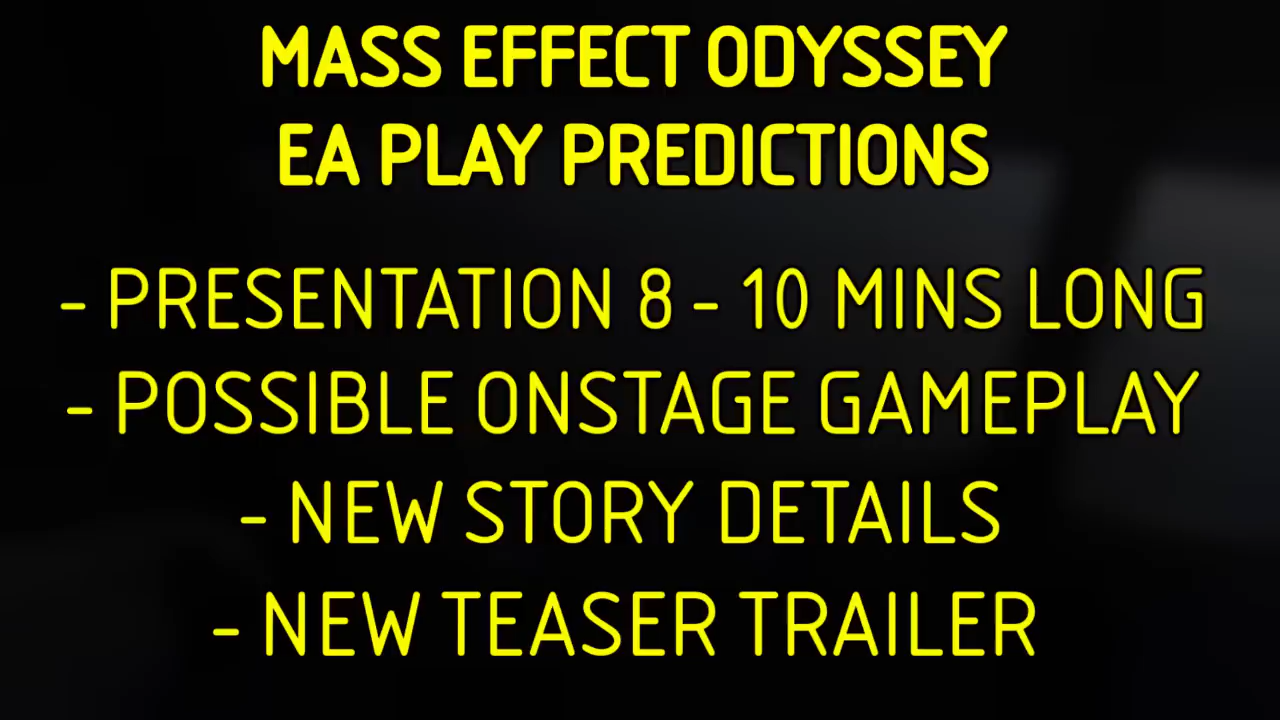 MASS EFFECT ODYSSEY
EA PLAY PREDICTIONS
- PRESENTATION 8 - 10 MINS LONG
- POSSIBLE ONSTAGE GAMEPLAY
- NEW STORY DETAILS
- NEW TEASER TRAILER